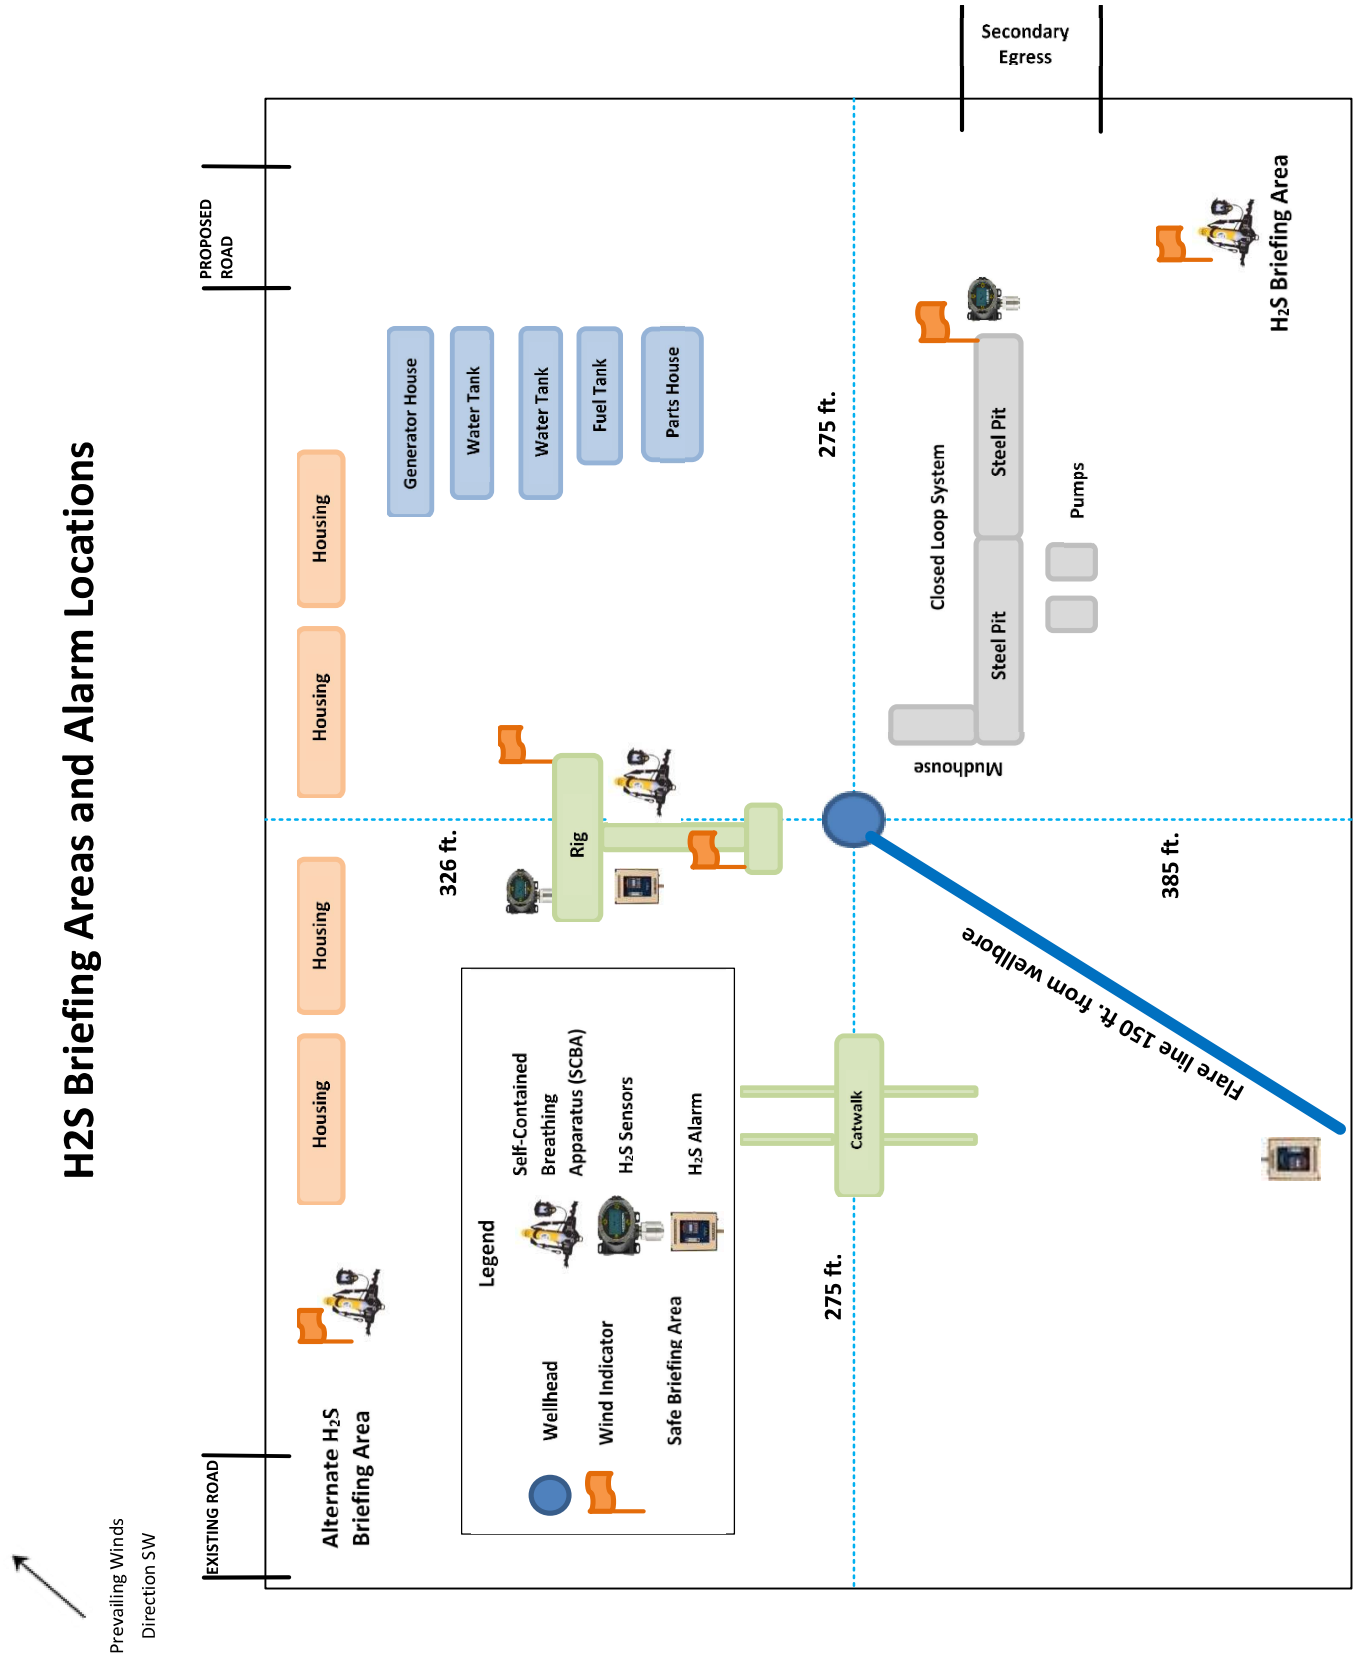 H2S Briefing Areas and Alarm Locations
Prevailing Winds
Direction SW
EXISTING ROAD
PROPOSED
ROAD
Secondary
Egress
Alternate H₂S
Briefing Area
Housing
Housing
Housing
Housing
326 ft.
Generator House
Water Tank
Water Tank
Fuel Tank
Parts House
Rig
Legend
Wellhead
Wind Indicator
Safe Briefing Area
Self-Contained
Breathing
Apparatus (SCBA)
H₂S Sensors
H₂S Alarm
275 ft.
275 ft.
Catwalk
Mudhouse
Closed Loop System
Steel Pit
Steel Pit
Pumps
385 ft.
Flare line 150 ft. from wellbore
H₂S Briefing Area